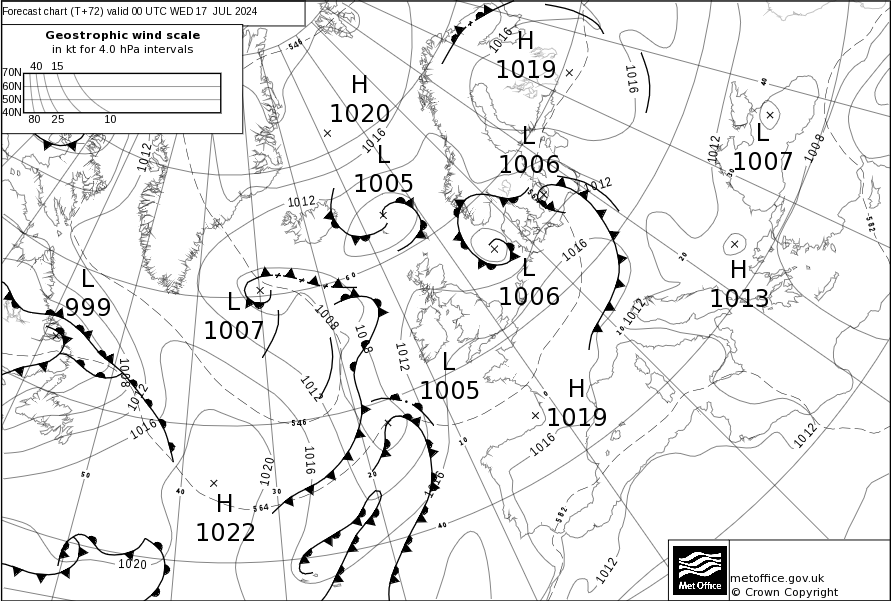 Forecast chart (T+72) valid 00 UTC WED 17 JUL 2024
Geostrophic wind scale
in kt for 4.0 hPa intervals
40 15
70N
60N
50N
40N
80 25 10
546
H
1019
1016
1016
40
H
1020
1016
L
1005
L
1006
L
1007
1012
1008
1012
1012
1012
582
1016
H
1013
20
L
999
L
1007
60
1008
1008
1012
L
1006
1012
10
L
1005
H
1019
0
1008
1012
1016
1012
546
10
1016
1012
50
40
H
1022
1020
30
1016
564
20
1016
40
582
1012
1020
Met Office
metoffice.gov.uk
© Crown Copyright